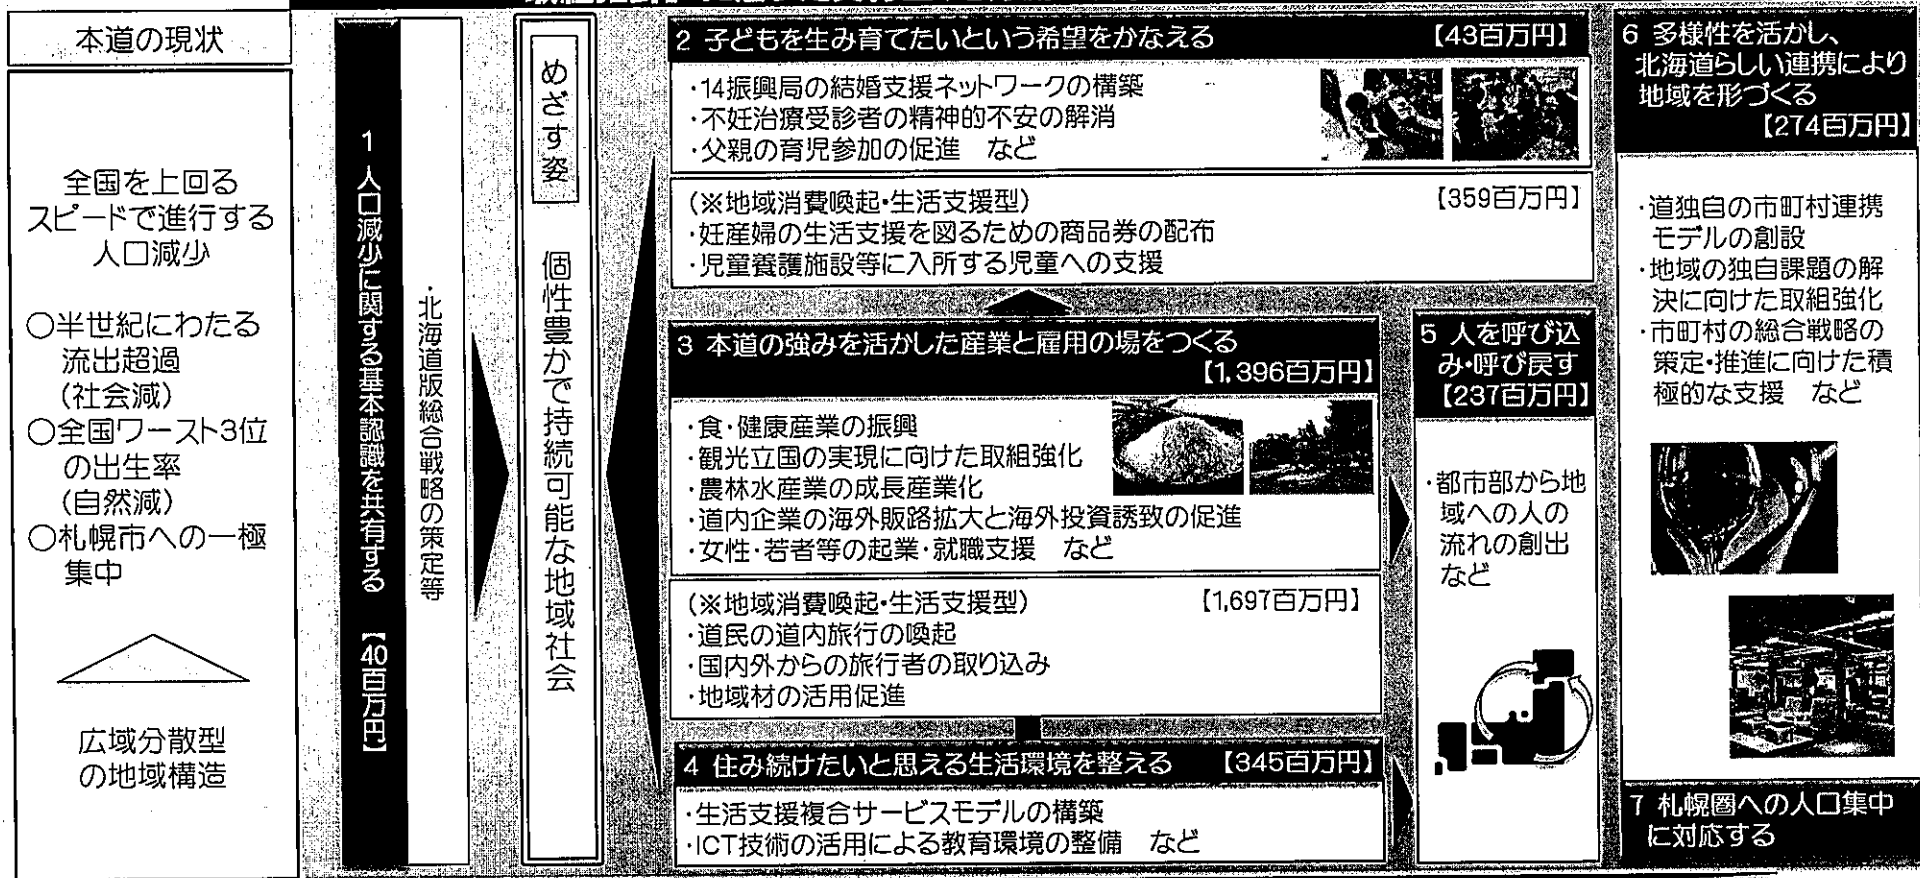 本道の現状
全国を上回る
スピードで進行する
人口減少
○半世紀にわたる
流出超過
(社会減)
○全国ワースト3位
の出生率
(自然減)
○札幌市への一極
集中
広域分散型
の地域構造
1 人口減少に関する基本認識を共有する 【40百万円】
・北海道版総合戦略の策定等
めざす姿
個性豊かで持続可能な地域社会
2 子どもを生み育てたいという希望をかなえる 【43百万円】
・14振興局の結婚支援ネットワークの構築
・不妊治療受診者の精神的不安の解消
・父親の育児参加の促進 など
(※地域消費喚起・生活支援型) 【359百万円】
・妊産婦の生活支援を図るための商品券の配布
・児童養護施設等に入所する児童への支援
3 本道の強みを活かした産業と雇用の場をつくる
【1,396百万円】
・食・健康産業の振興
・観光立国の実現に向けた取組強化
・農林水産業の成長産業化
・道内企業の海外販路拡大と海外投資誘致の促進
・女性・若者等の起業・就職支援 など
(※地域消費喚起・生活支援型) 【1,697百万円】
・道民の道内旅行の喚起
・国内外からの旅行者の取り込み
・地域材の活用促進
4 住み続けたいと思える生活環境を整える 【345百万円】
・生活支援複合サービスモデルの構築
・ICT技術の活用による教育環境の整備 など
5 人を呼び込
み・呼び戻す
【237百万円】
・都市部から地
域への人の
流れの創出
など
6 多様性を活かし、
北海道らしい連携により
地域を形づくる
【274百万円】
・道独自の市町村連携
モデルの創設
・地域の独自課題の解
決に向けた取組強化
・市町村の総合戦略の
策定・推進に向けた積
極的な支援 など
7 札幌圏への人口集中
に対応する